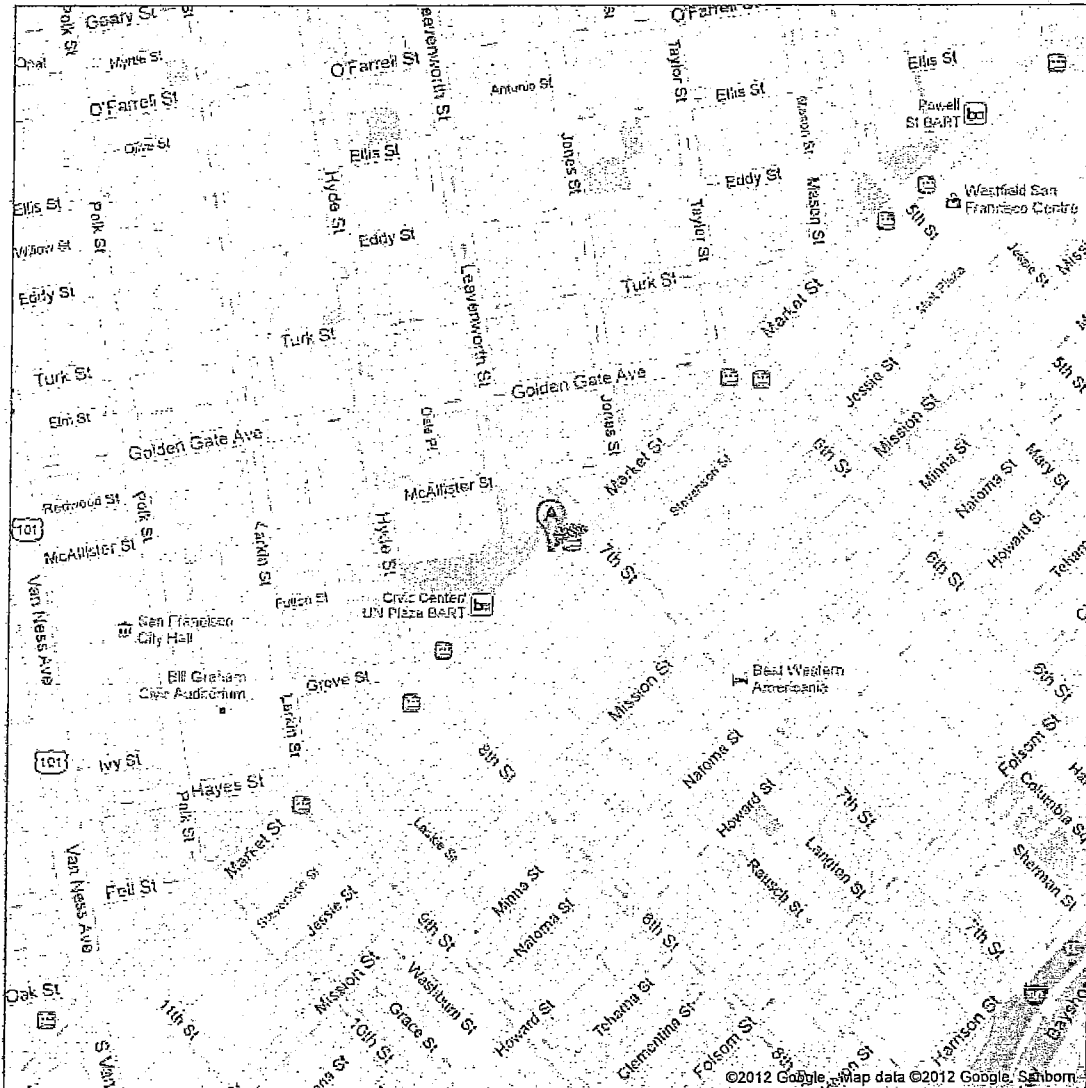 Geary St
Polk St
Myrtle St
O'Farrell St
O'Farrell St
Olive St
Ellis St
Willow St
Eddy St
Polk St
Hyde St
Ellis St
Eddy St
Antonio St
Jones St
Taylor St
Ellis St
Ellis St
Powell
St BART
Eddy St
Mason St
Mason St
Taylor St
5th St
Westfield San
Francisco Centre
Jessie St
Turk St
Market St
Leavenworth St
Turk St
Turk St
Elm St
Golden Gate Ave
Golden Gate Ave
Jessie St
5th St
Dale Pl
Jones St
Market St
Stevenson St
6th St
Mission St
Minna St
Natoma St
Mary St
Redwood St
Polk St
McAllister St
101
McAllister St
Larkin St
Hyde St
A
7th St
Howard St
6th St
Fulton St
Civic Center/
UN Plaza BART
San Francisco
City Hall
Van Ness Ave
Bill Graham
Civic Auditorium
Grove St
Larkin St
Mission St
Best Western
Americania
6th St
101
Ivy St
Hayes St
Polk St
Market St
8th St
Natoma St
Howard St
7th St
Folsom St
Columbia Sq
Laskie St
Rausch St
Langton St
Sherman St
Van Ness Ave
Fell St
Stevenson St
Jessie St
Minna St
Natoma St
9th St
8th St
7th St
Oak St
11th St
Mission St
Washburn St
Grace St
10th St
Howard St
Tehama St
Clementina St
Folsom St
8th St
Harrison St
S Van
©2012 Google - Map data ©2012 Google, Sanborn